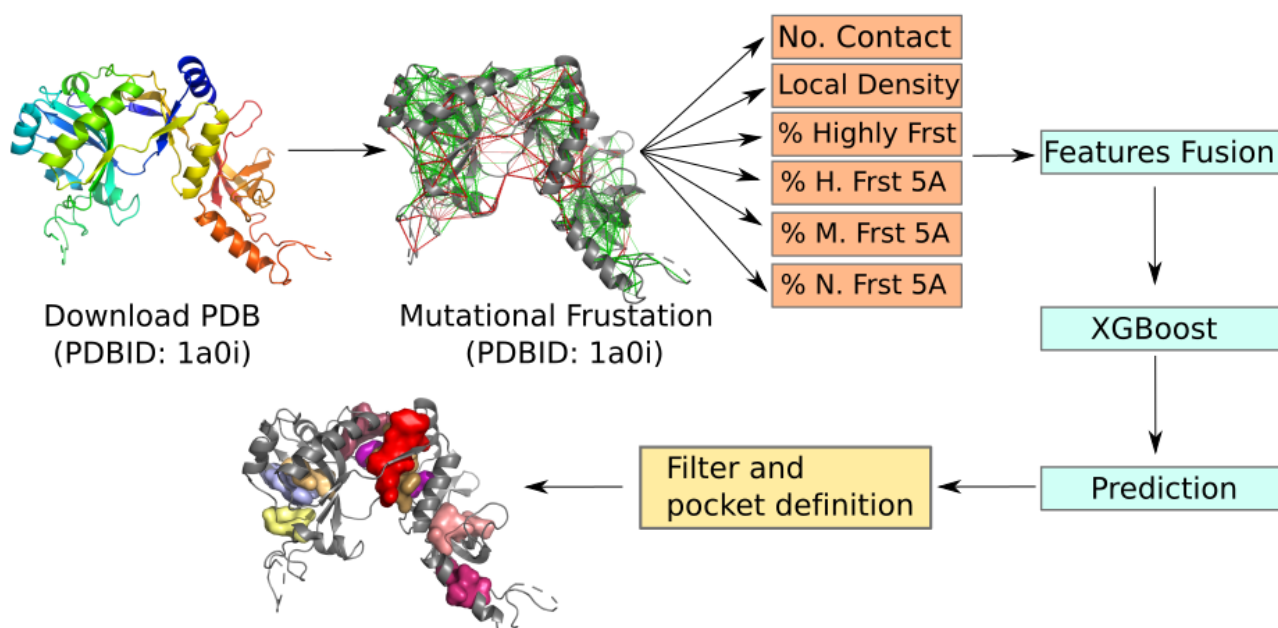 No. Contact
Local Density
% Highly Frst
% H. Frst 5A
% M. Frst 5A
% N. Frst 5A
Features Fusion
Download PDB
(PDBID: 1a0i)
Mutational Frustation
(PDBID: 1a0i)
XGBoost
Filter and
pocket definition
Prediction